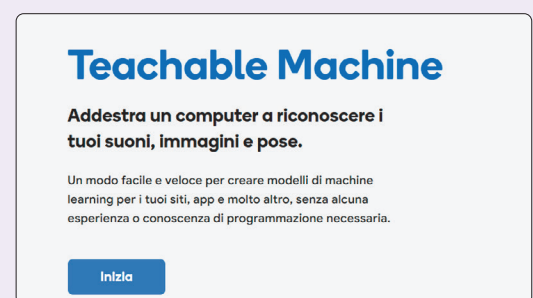 Teachable Machine
Addestra un computer a riconoscere i
tuoi suoni, immagini e pose.
Un modo facile e veloce per creare modelli di machine
learning per i tuoi siti, app e molto altro, senza alcuna
esperienza o conoscenza di programmazione necessaria.
Inizia